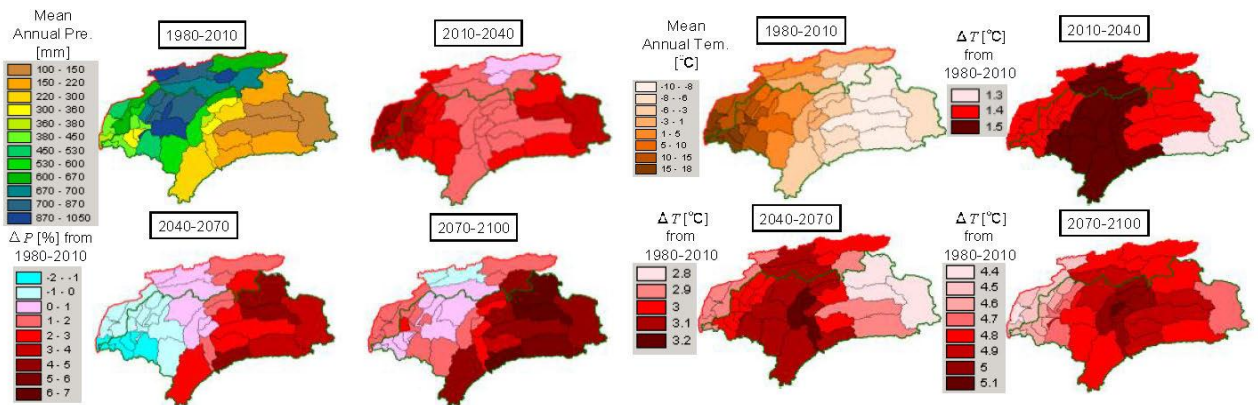 Mean
Annual Pre.
[mm]
1980-2010
100 - 150
150 - 220
220 - 300
300 - 360
360 - 380
380 - 450
450 - 530
530 - 600
600 - 670
670 - 700
700 - 870
870 - 1050
2010-2040
Mean
Annual Tem.
[°C]
1980-2010
-10 - -8
-8 - -6
-6 - -3
-3 - 1
1 - 5
5 - 10
10 - 15
15 - 18
Δ T [°C]
from
1980-2010
1.3
1.4
1.5
2010-2040
Δ P [%] from
1980-2010
-2 - -1
-1 - 0
0 - 1
1 - 2
2 - 3
3 - 4
4 - 5
5 - 6
6 - 7
2040-2070
2070-2100
Δ T [°C]
from
1980-2010
2.8
2.9
3
3.1
3.2
2040-2070
Δ T [°C]
from
1980-2010
4.4
4.5
4.6
4.7
4.8
4.9
5
5.1
2070-2100